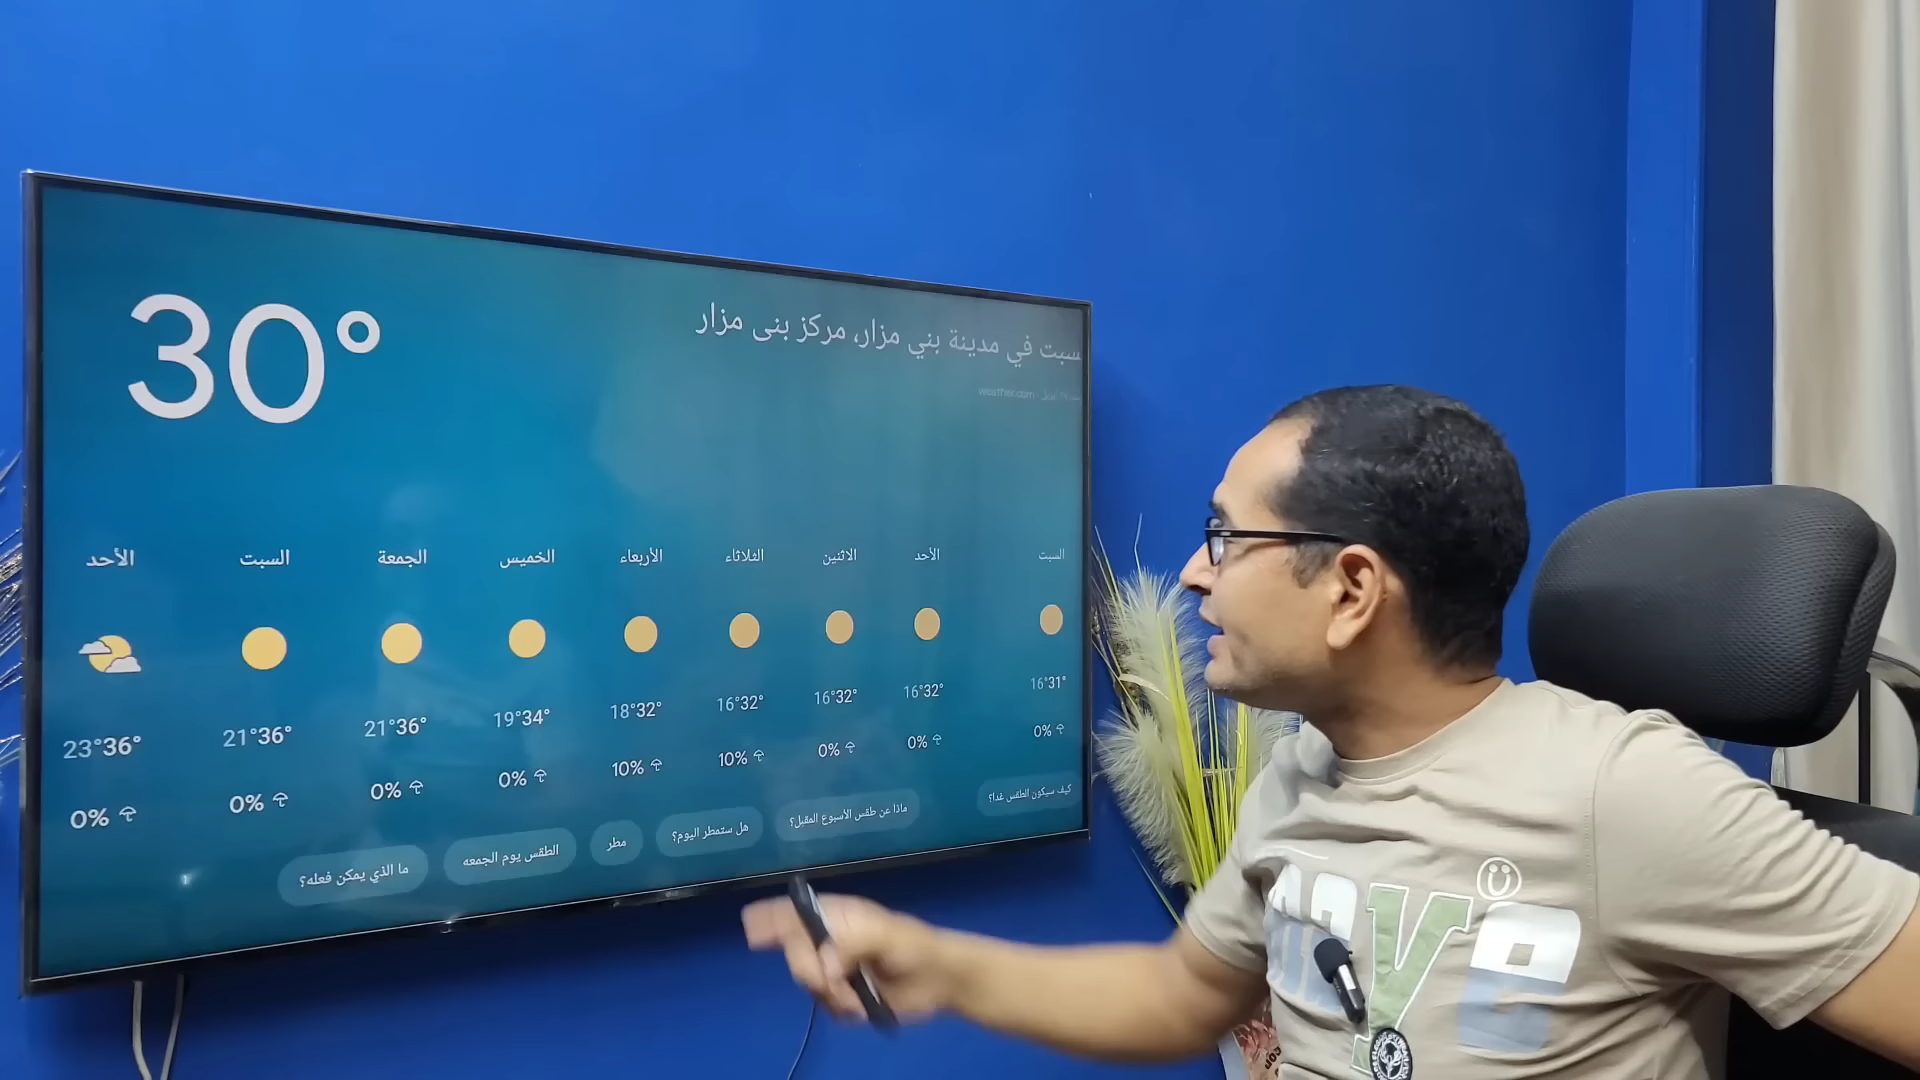 30°
في مدينة بني مزار، مركز بنى مزار
weather.com
السبت الأحد الاثنين الثلاثاء الأربعاء الخميس الجمعة السبت الأحد
16°31° 16°32° 16°32° 16°32° 18°32° 19°34° 21°36° 21°36° 23°36°
0% 0% 0% 10% 10% 0% 0% 0% 0%
كيف سيكون الطقس غدا؟ ماذا عن طقس الأسبوع المقبل؟ هل ستمطر اليوم؟ مطر الطقس يوم الجمعه ما الذي يمكن فعله؟